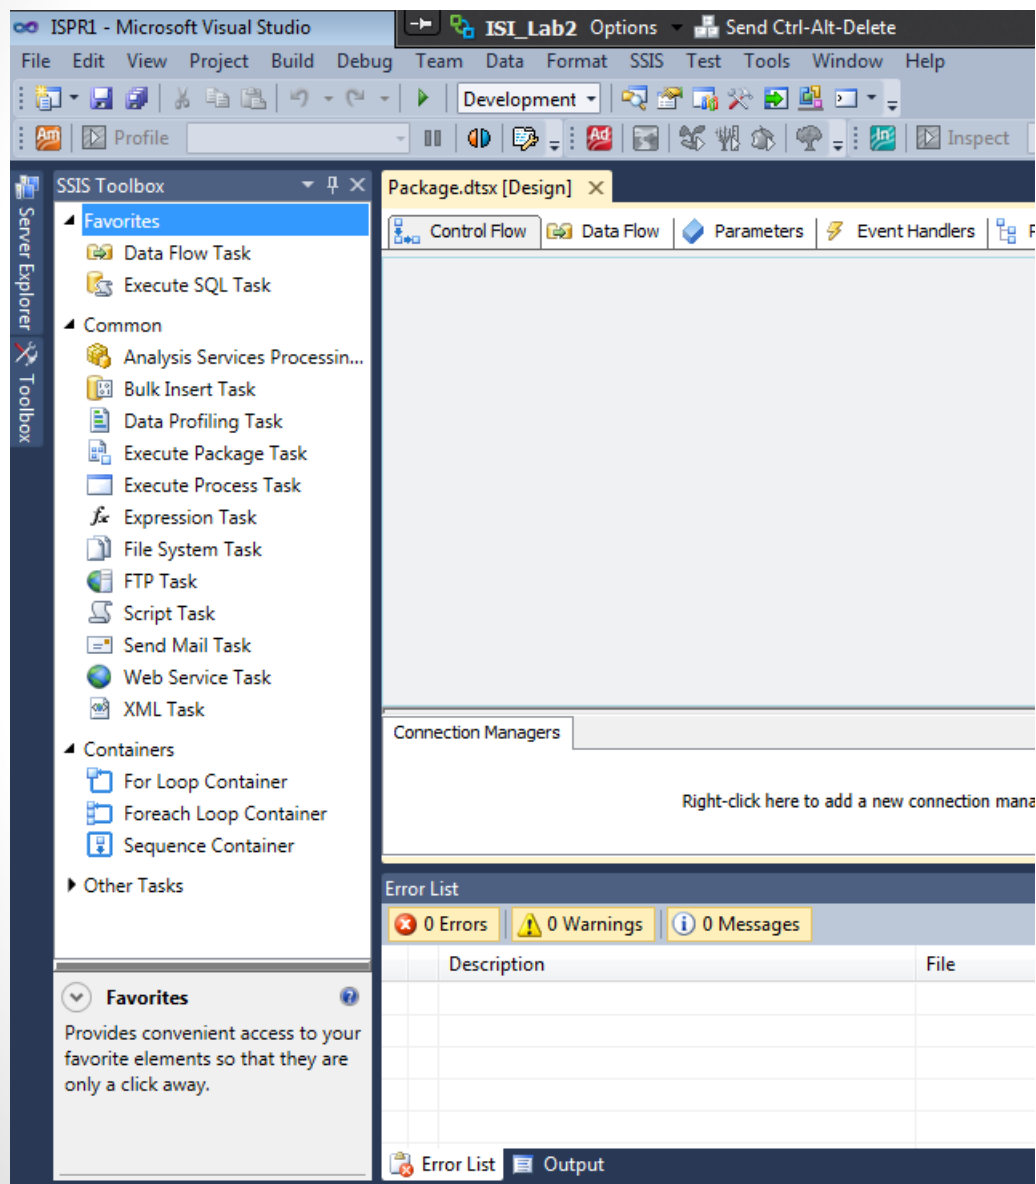 ISPR1 - Microsoft Visual Studio
ISI_Lab2 Options Send Ctrl-Alt-Delete
File Edit View Project Build Debug Team Data Format SSIS Test Tools Window Help
Development
Am Profile Ad In Inspect
Server Explorer
Toolbox
SSIS Toolbox
Favorites
Data Flow Task
Execute SQL Task
Common
Analysis Services Processin...
Bulk Insert Task
Data Profiling Task
Execute Package Task
Execute Process Task
fx Expression Task
File System Task
FTP Task
Script Task
Send Mail Task
Web Service Task
XML Task
Containers
For Loop Container
Foreach Loop Container
Sequence Container
Other Tasks
Favorites
Provides convenient access to your
favorite elements so that they are
only a click away.
Package.dtsx [Design]
Control Flow Data Flow Parameters Event Handlers P
Connection Managers
Right-click here to add a new connection mana
Error List
0 Errors 0 Warnings 0 Messages
Description File
Error List Output